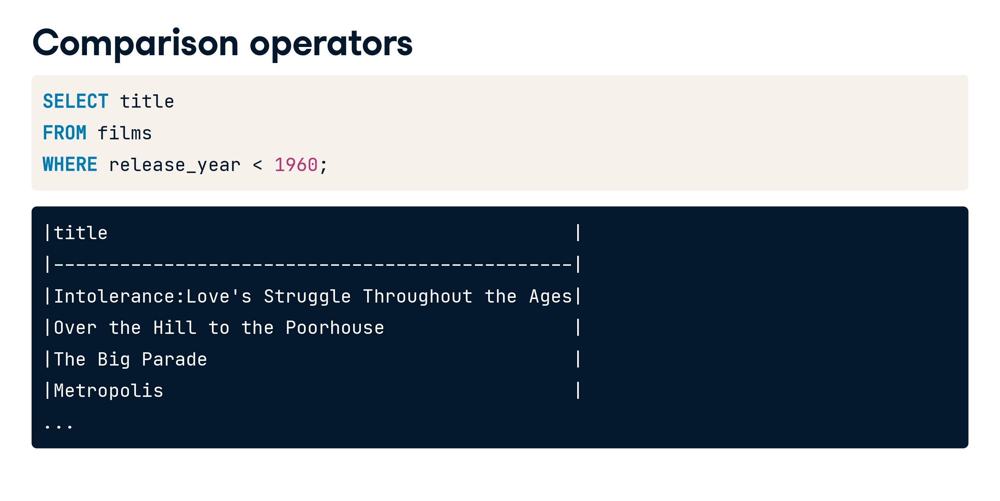 Comparison operators
SELECT title
FROM films
WHERE release_year < 1960;
|title                                          |
|-----------------------------------------------|
|Intolerance:Love's Struggle Throughout the Ages|
|Over the Hill to the Poorhouse                 |
|The Big Parade                                 |
|Metropolis                                     |
...